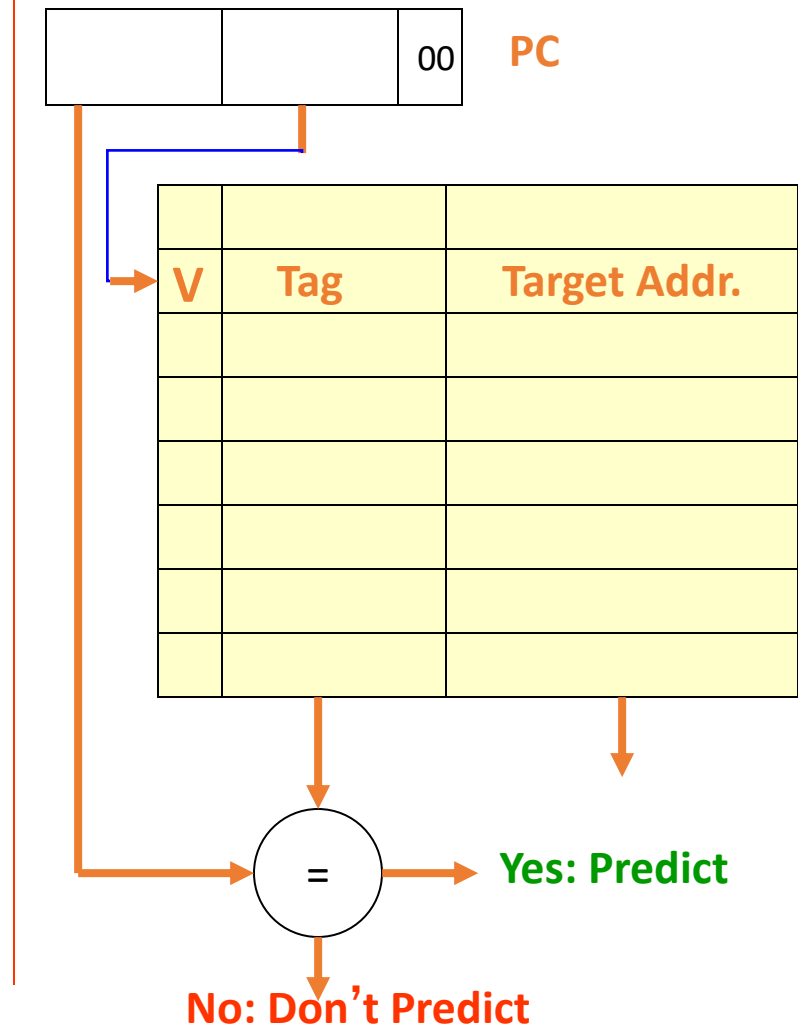 00 PC
V Tag Target Addr.
=
Yes: Predict
No: Don’t Predict